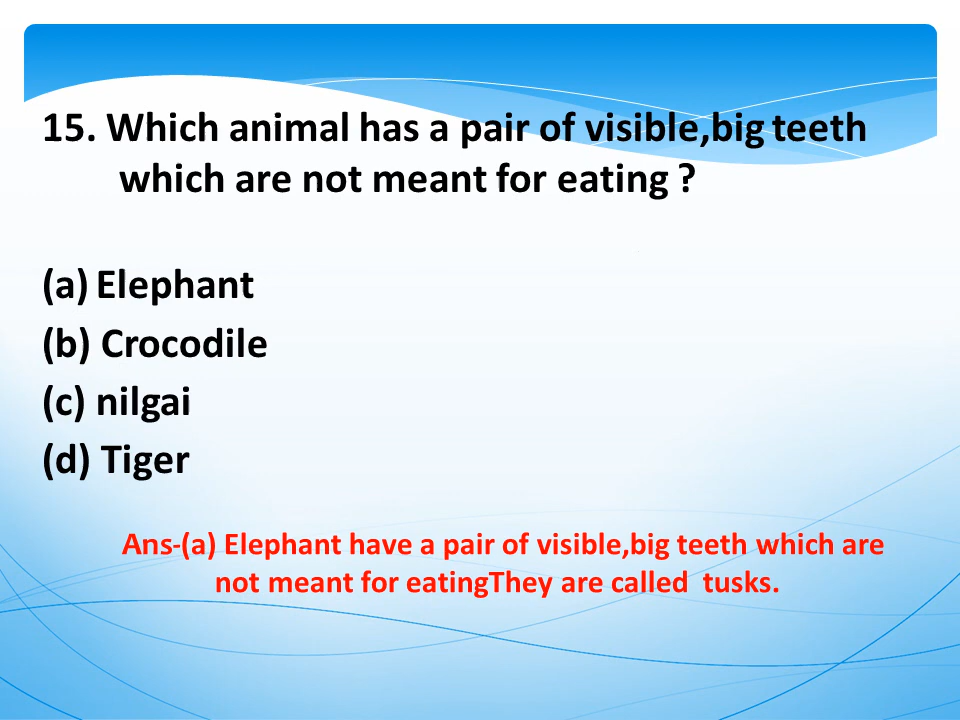 15. Which animal has a pair of visible,big teeth
which are not meant for eating ?
(a) Elephant
(b) Crocodile
(c) nilgai
(d) Tiger
Ans-(a) Elephant have a pair of visible,big teeth which are
not meant for eatingThey are called tusks.